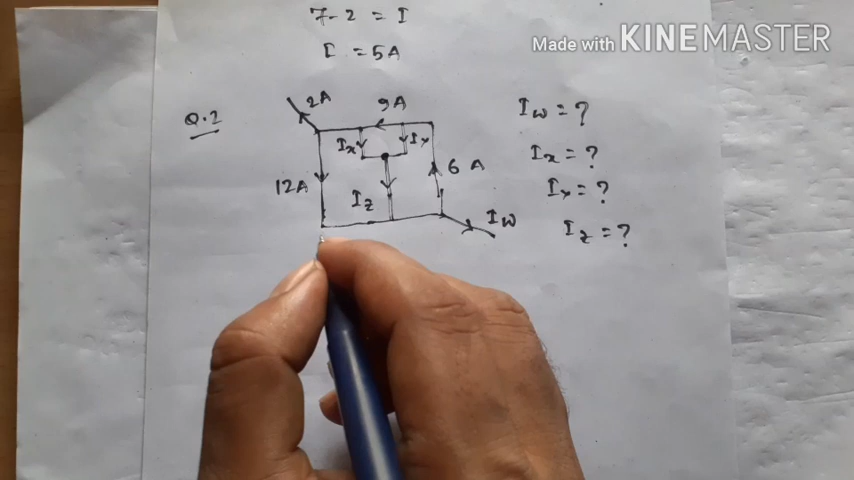 7-2 = I
I = 5A
Made with KINEMASTER
Q.2
2A
9A
Ix
Iy
12A
6 A
Iz
Iw
Iw = ?
Ix = ?
Iy = ?
Iz = ?